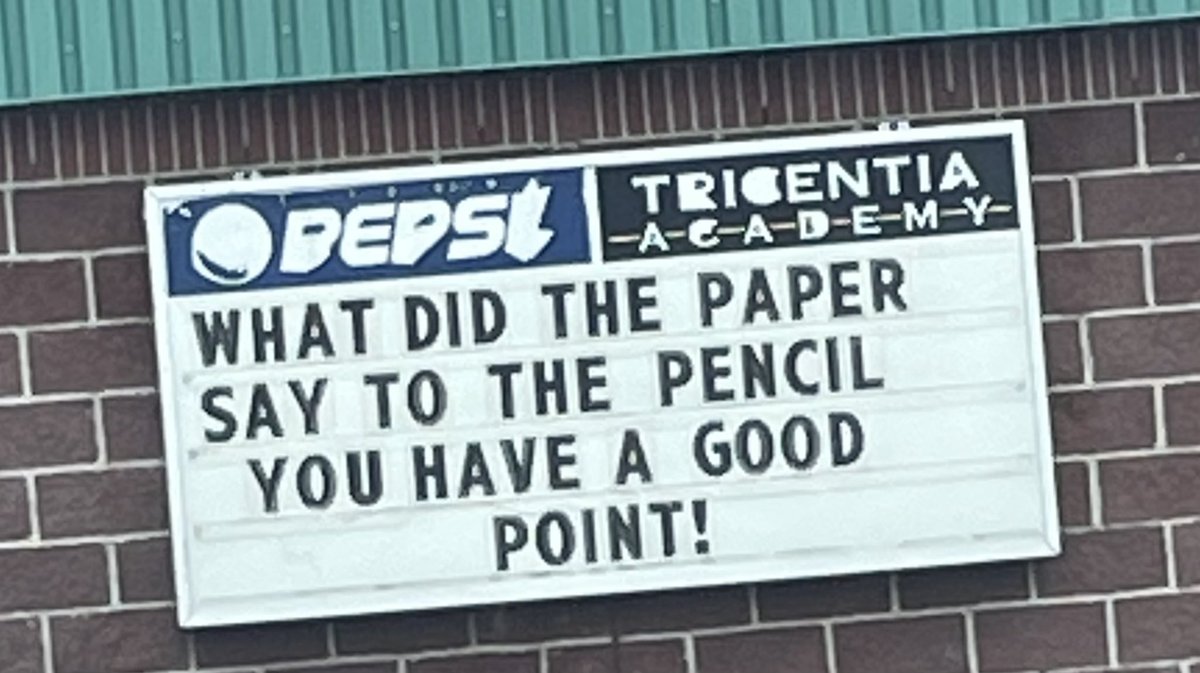 PEPSI
TRICENTIA
ACADEMY
WHAT DID THE PAPER
SAY TO THE PENCIL
YOU HAVE A GOOD
POINT!